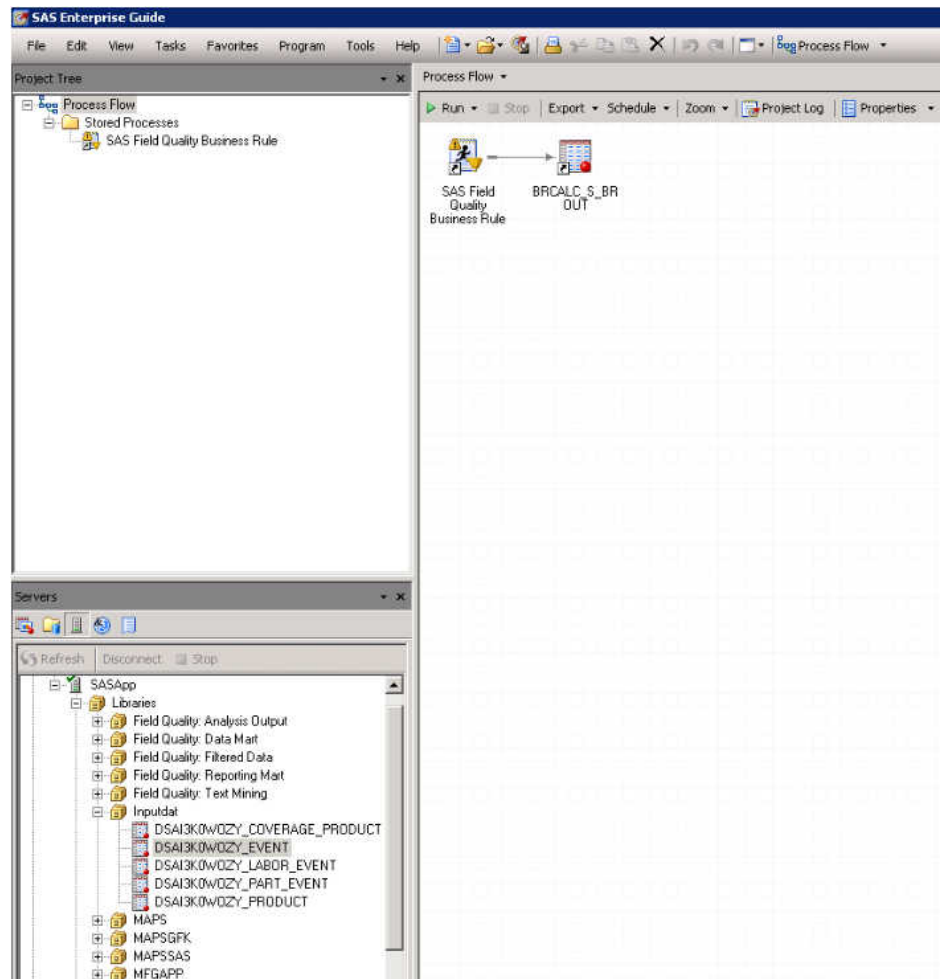 SAS Enterprise Guide
File Edit View Tasks Favorites Program Tools Help Process Flow
Project Tree
Process Flow
Stored Processes
SAS Field Quality Business Rule
Process Flow
Run Stop Export Schedule Zoom Project Log Properties
SAS Field
Quality
Business Rule
BRCALC_S_BR
OUT
Servers
Refresh Disconnect Stop
SASApp
Libraries
Field Quality: Analysis Output
Field Quality: Data Mart
Field Quality: Filtered Data
Field Quality: Reporting Mart
Field Quality: Text Mining
Inputdat
DSAI3K0WOZY_COVERAGE_PRODUCT
DSAI3K0WOZY_EVENT
DSAI3K0WOZY_LABOR_EVENT
DSAI3K0WOZY_PART_EVENT
DSAI3K0WOZY_PRODUCT
MAPS
MAPSGFK
MAPSSAS
MFGAPP